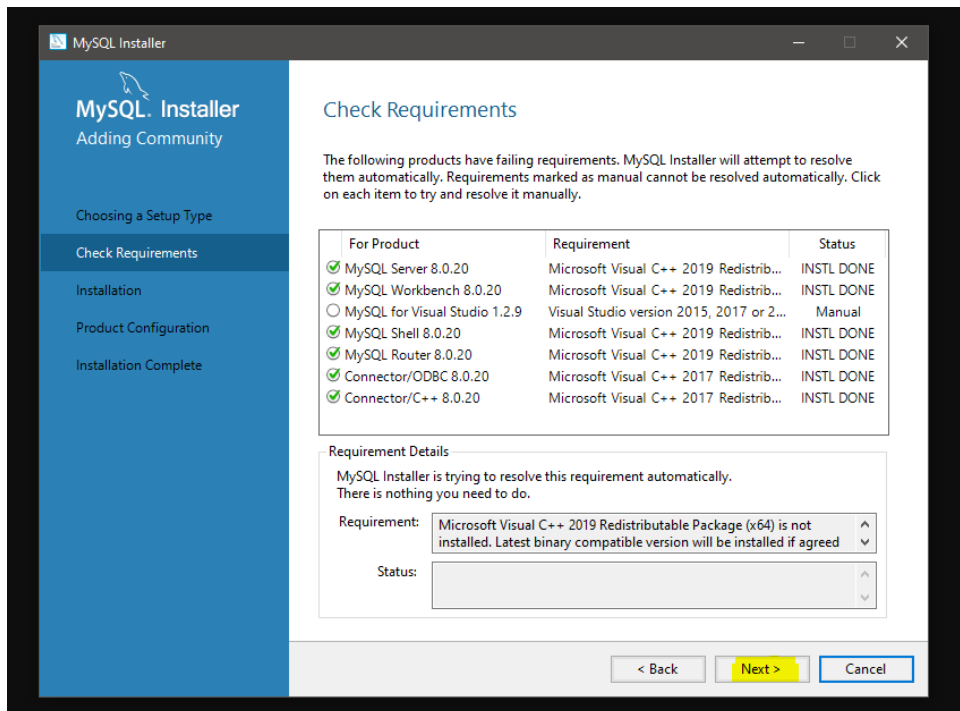 MySQL Installer
MySQL. Installer
Adding Community
Choosing a Setup Type
Check Requirements
Installation
Product Configuration
Installation Complete
Check Requirements
The following products have failing requirements. MySQL Installer will attempt to resolve
them automatically. Requirements marked as manual cannot be resolved automatically. Click
on each item to try and resolve it manually.
For Product Requirement Status
MySQL Server 8.0.20 Microsoft Visual C++ 2019 Redistrib... INSTL DONE
MySQL Workbench 8.0.20 Microsoft Visual C++ 2019 Redistrib... INSTL DONE
MySQL for Visual Studio 1.2.9 Visual Studio version 2015, 2017 or 2... Manual
MySQL Shell 8.0.20 Microsoft Visual C++ 2019 Redistrib... INSTL DONE
MySQL Router 8.0.20 Microsoft Visual C++ 2019 Redistrib... INSTL DONE
Connector/ODBC 8.0.20 Microsoft Visual C++ 2017 Redistrib... INSTL DONE
Connector/C++ 8.0.20 Microsoft Visual C++ 2017 Redistrib... INSTL DONE
Requirement Details
MySQL Installer is trying to resolve this requirement automatically.
There is nothing you need to do.
Requirement: Microsoft Visual C++ 2019 Redistributable Package (x64) is not
installed. Latest binary compatible version will be installed if agreed
Status:
< Back Next > Cancel